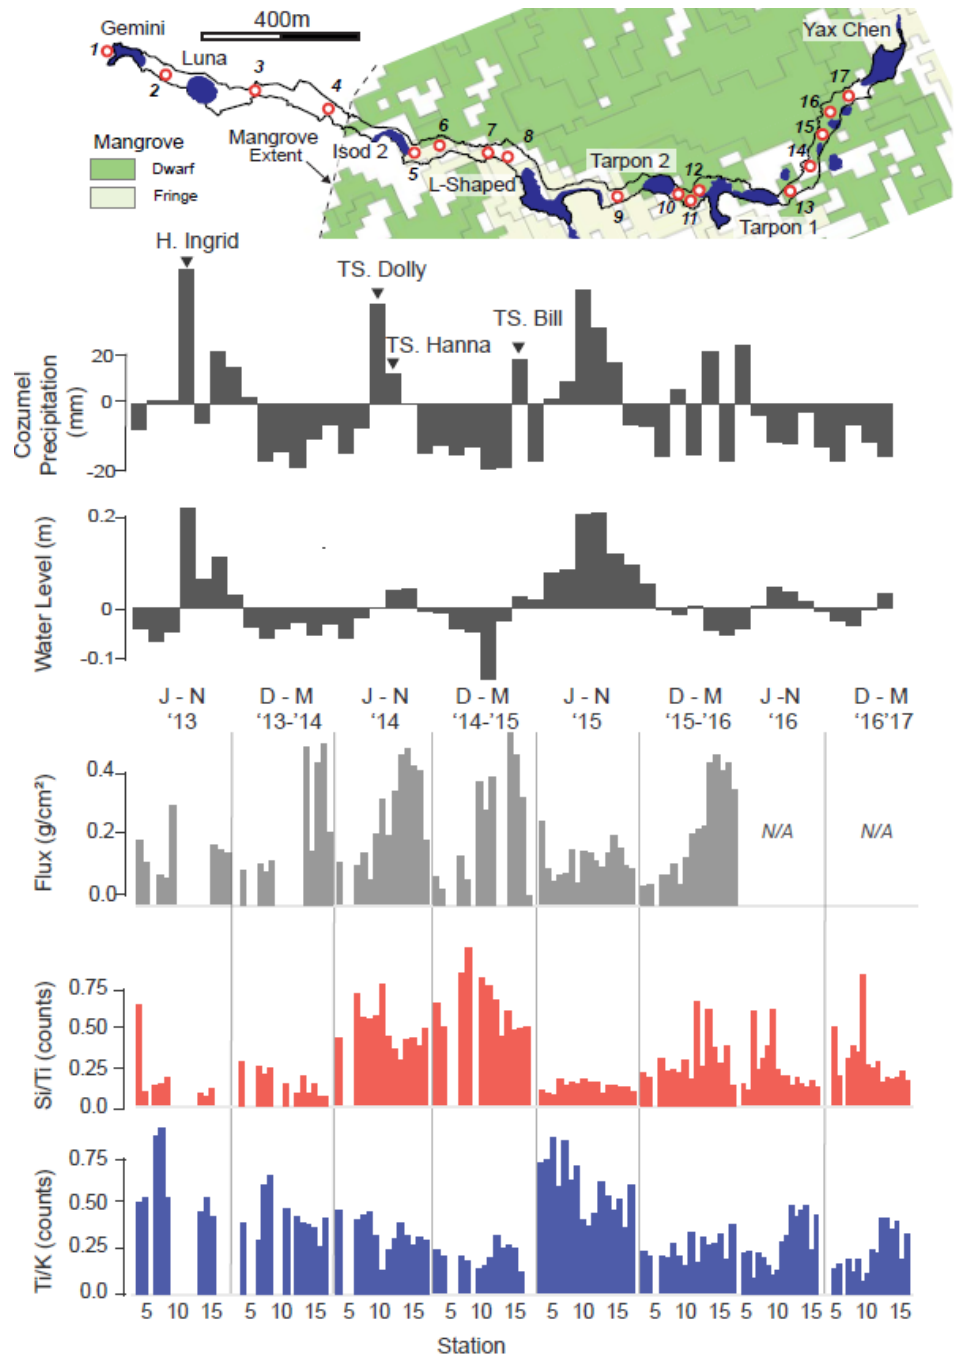 400m
Gemini
Yax Chen
Luna
1
2
3
4
5
6
7
8
9
10
11
12
13
14
15
16
17
Mangrove
Dwarf
Fringe
Mangrove
Extent
Isod 2
L-Shaped
Tarpon 2
Tarpon 1
H. Ingrid
TS. Dolly
TS. Hanna
TS. Bill
Cozumel
Precipitation
(mm)
20
0
-20
Water Level (m)
0.2
0
-0.1
J - N D - M J - N D - M J - N D - M J -N D - M
‘13 ‘13-’14 ‘14 ‘14-’15 ‘15 ‘15-’16 ‘16 ‘16’17
Flux (g/cm²)
0.4
0.2
0.0
N/A N/A
Si/Ti (counts)
0.75
0.50
0.25
0.0
Ti/K (counts)
0.75
0.50
0.25
0.0
5 10 15 5 10 15 5 10 15 5 10 15 5 10 15 5 10 15 5 10 15 5 10 15
Station